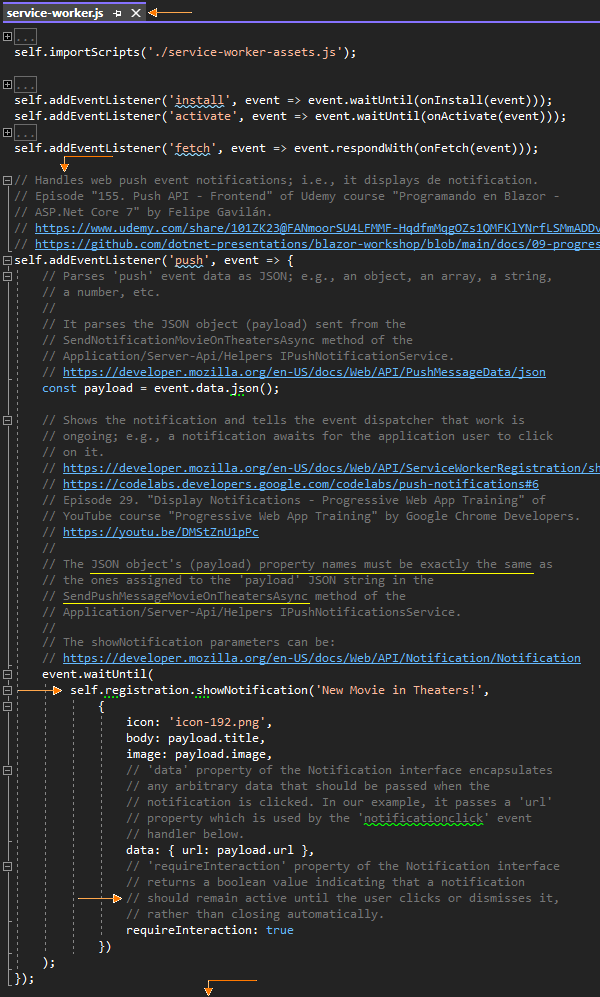 service-worker.js
...
self.importScripts('./service-worker-assets.js');
...
self.addEventListener('install', event => event.waitUntil(onInstall(event)));
self.addEventListener('activate', event => event.waitUntil(onActivate(event)));
...
self.addEventListener('fetch', event => event.respondWith(onFetch(event)));
// Handles web push event notifications; i.e., it displays de notification.
// Episode "155. Push API - Frontend" of Udemy course "Programando en Blazor -
// ASP.Net Core 7" by Felipe Gavilán.
// https://www.udemy.com/share/101ZK23@FANmoorSU4LFMMF-HqdfmMqgOZs1QMFKlYNrfLSMmADDv
// https://github.com/dotnet-presentations/blazor-workshop/blob/main/docs/09-progres
self.addEventListener('push', event => {
// Parses 'push' event data as JSON; e.g., an object, an array, a string,
// a number, etc.
//
// It parses the JSON object (payload) sent from the
// SendNotificationMovieOnTheatersAsync method of the
// Application/Server-Api/Helpers IPushNotificationService.
// https://developer.mozilla.org/en-US/docs/Web/API/PushMessageData/json
const payload = event.data.json();
// Shows the notification and tells the event dispatcher that work is
// ongoing; e.g., a notification awaits for the application user to click
// on it.
// https://developer.mozilla.org/en-US/docs/Web/API/ServiceWorkerRegistration/sh
// https://codelabs.developers.google.com/codelabs/push-notifications#6
// Episode 29. "Display Notifications - Progressive Web App Training" of
// YouTube course "Progressive Web App Training" by Google Chrome Developers.
// https://youtu.be/DMStZnU1pPc
//
// The JSON object's (payload) property names must be exactly the same as
// the ones assigned to the 'payload' JSON string in the
// SendPushMessageMovieOnTheatersAsync method of the
// Application/Server-Api/Helpers IPushNotificationsService.
//
// The showNotification parameters can be:
// https://developer.mozilla.org/en-US/docs/Web/API/Notification/Notification
event.waitUntil(
self.registration.showNotification('New Movie in Theaters!',
{
icon: 'icon-192.png',
body: payload.title,
image: payload.image,
// 'data' property of the Notification interface encapsulates
// any arbitrary data that should be passed when the
// notification is clicked. In our example, it passes a 'url'
// property which is used by the 'notificationclick' event
// handler below.
data: { url: payload.url },
// 'requireInteraction' property of the Notification interface
// returns a boolean value indicating that a notification
// should remain active until the user clicks or dismisses it,
// rather than closing automatically.
requireInteraction: true
})
);
});